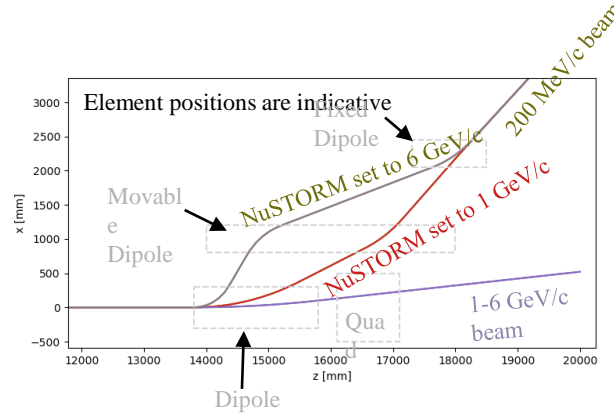 200 MeV/c beam
Element positions are indicative
Fixed
Dipole
NuSTORM set to 6 GeV/c
Movabl
e
Dipole
NuSTORM set to 1 GeV/c
1-6 GeV/c
beam
Qua
d
Dipole
x [mm]
3000
2500
2000
1500
1000
500
0
−500
12000 13000 14000 15000 16000 17000 18000 19000 20000
z [mm]